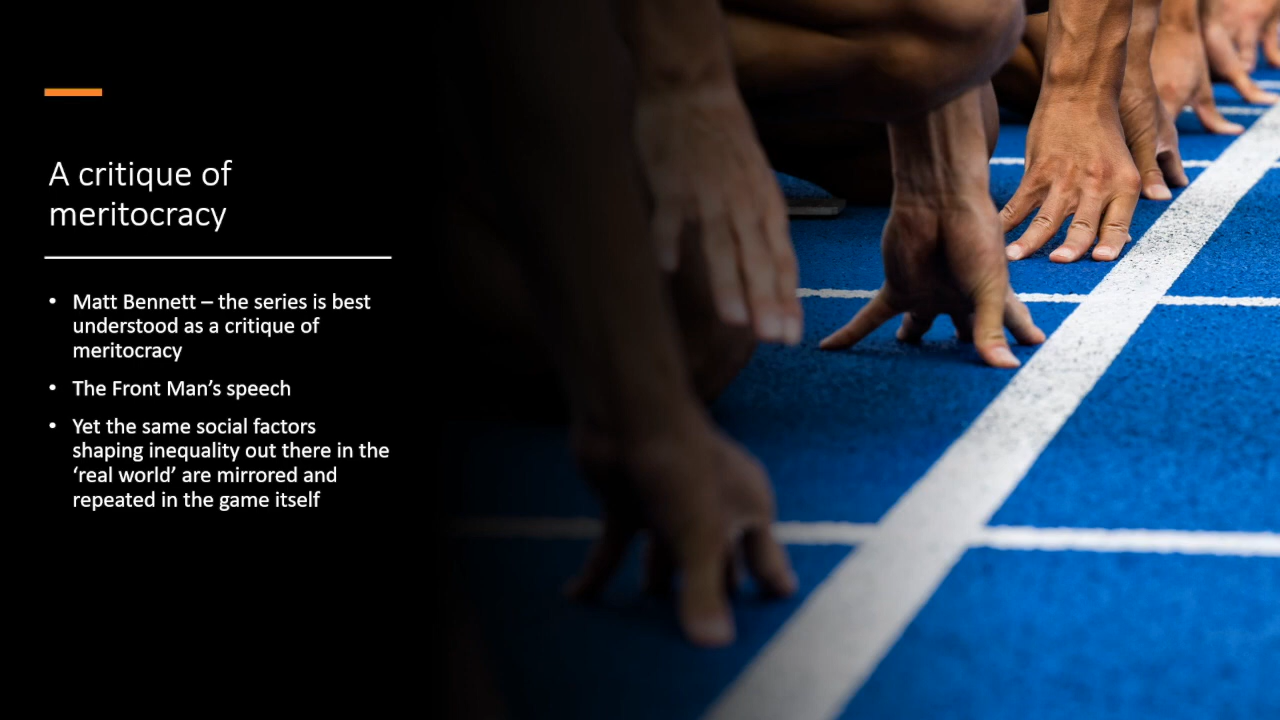 A critique of
meritocracy
• Matt Bennett – the series is best
understood as a critique of
meritocracy
• The Front Man’s speech
• Yet the same social factors
shaping inequality out there in the
‘real world’ are mirrored and
repeated in the game itself